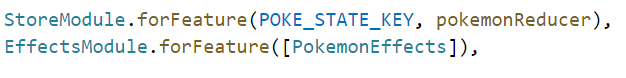 StoreModule.forFeature(POKE_STATE_KEY, pokemonReducer),
EffectsModule.forFeature([PokemonEffects]),